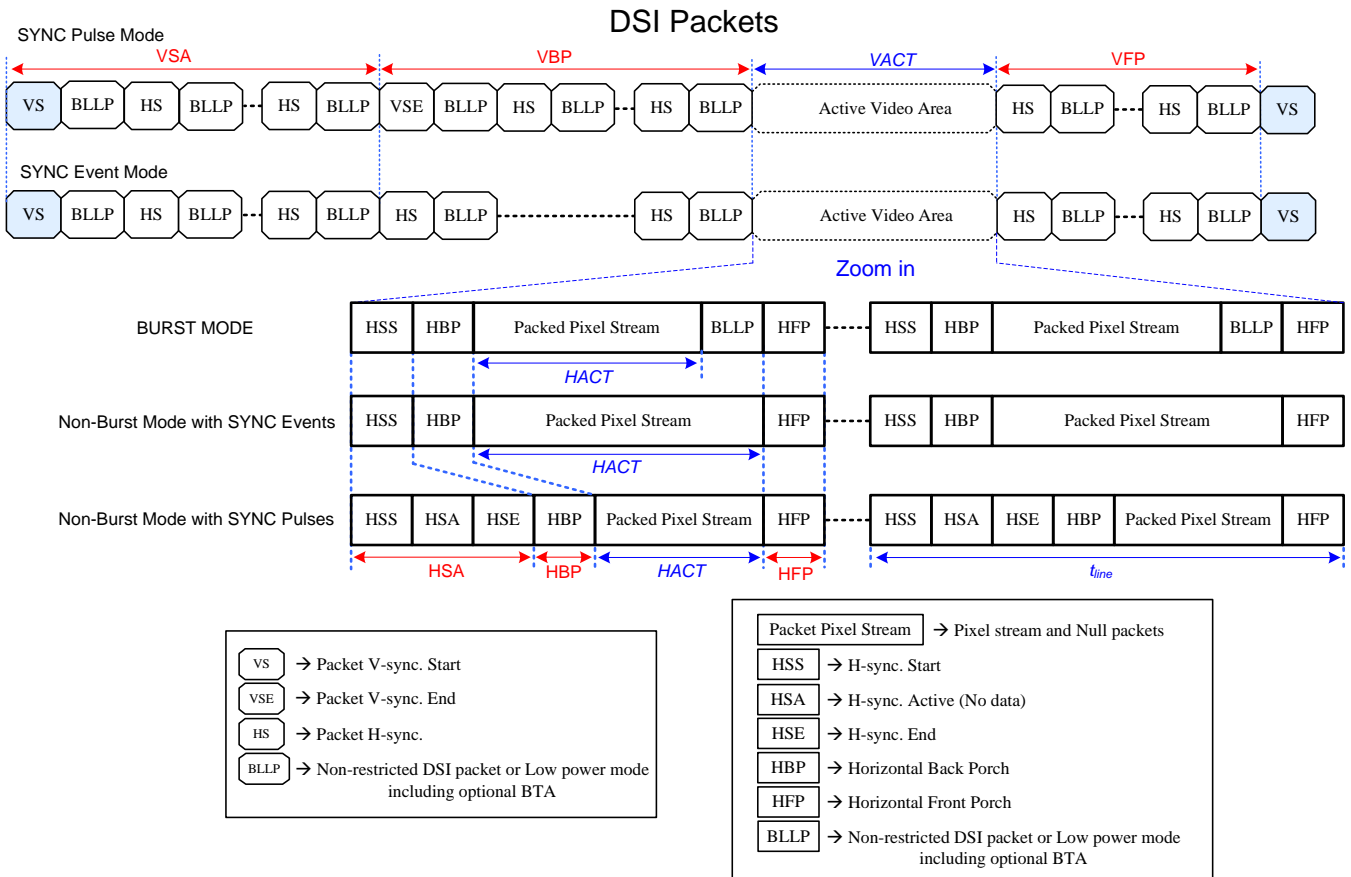 DSI Packets
SYNC Pulse Mode
VSA VBP VACT VFP
VS BLLP HS BLLP HS BLLP VSE BLLP HS BLLP HS BLLP Active Video Area HS BLLP HS BLLP VS
SYNC Event Mode
VS BLLP HS BLLP HS BLLP HS BLLP HS BLLP Active Video Area HS BLLP HS BLLP VS
Zoom in
BURST MODE HSS HBP Packed Pixel Stream BLLP HFP HSS HBP Packed Pixel Stream BLLP HFP
HACT
Non-Burst Mode with SYNC Events HSS HBP Packed Pixel Stream HFP HSS HBP Packed Pixel Stream HFP
HACT
Non-Burst Mode with SYNC Pulses HSS HSA HSE HBP Packed Pixel Stream HFP HSS HSA HSE HBP Packed Pixel Stream HFP
HSA HBP HACT HFP tline
VS → Packet V-sync. Start
VSE → Packet V-sync. End
HS → Packet H-sync.
BLLP → Non-restricted DSI packet or Low power mode
including optional BTA
Packet Pixel Stream → Pixel stream and Null packets
HSS → H-sync. Start
HSA → H-sync. Active (No data)
HSE → H-sync. End
HBP → Horizontal Back Porch
HFP → Horizontal Front Porch
BLLP → Non-restricted DSI packet or Low power mode
including optional BTA